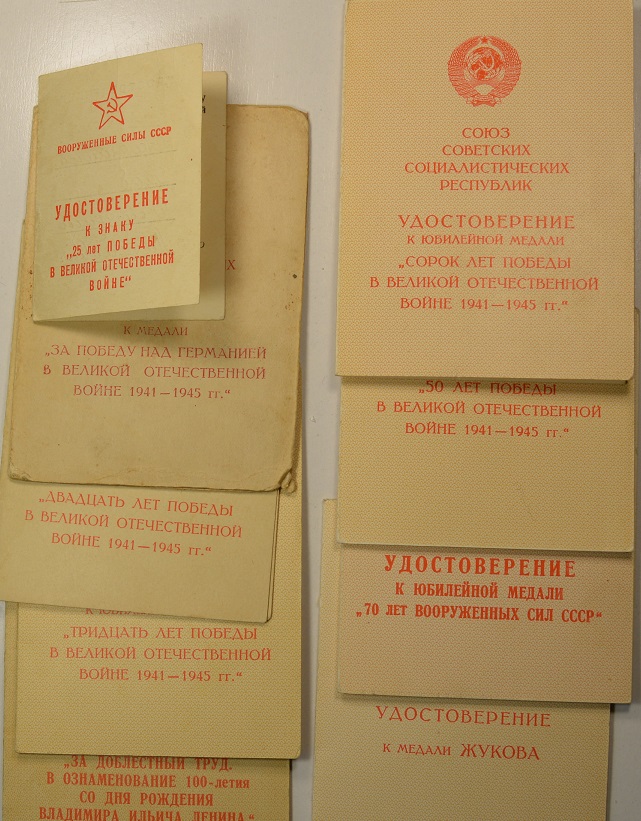 ВООРУЖЕННЫЕ СИЛЫ СССР
УДОСТОВЕРЕНИЕ
К ЗНАКУ
„25 лет ПОБЕДЫ
В ВЕЛИКОЙ ОТЕЧЕСТВЕННОЙ
ВОЙНЕ“
К МЕДАЛИ
„ЗА ПОБЕДУ НАД ГЕРМАНИЕЙ
В ВЕЛИКОЙ ОТЕЧЕСТВЕННОЙ
ВОЙНЕ 1941—1945 гг.“
„ДВАДЦАТЬ ЛЕТ ПОБЕДЫ
В ВЕЛИКОЙ ОТЕЧЕСТВЕННОЙ
ВОЙНЕ 1941—1945 гг.“
„ТРИДЦАТЬ ЛЕТ ПОБЕДЫ
В ВЕЛИКОЙ ОТЕЧЕСТВЕННОЙ
ВОЙНЕ 1941—1945 гг.“
„ЗА ДОБЛЕСТНЫЙ ТРУД.
В ОЗНАМЕНОВАНИЕ 100-летия
СО ДНЯ РОЖДЕНИЯ
ВЛАДИМИРА ИЛЬИЧА ЛЕНИНА“
СОЮЗ
СОВЕТСКИХ
СОЦИАЛИСТИЧЕСКИХ
РЕСПУБЛИК
УДОСТОВЕРЕНИЕ
К ЮБИЛЕЙНОЙ МЕДАЛИ
„СОРОК ЛЕТ ПОБЕДЫ
В ВЕЛИКОЙ ОТЕЧЕСТВЕННОЙ
ВОЙНЕ 1941—1945 гг.“
„50 ЛЕТ ПОБЕДЫ
В ВЕЛИКОЙ ОТЕЧЕСТВЕННОЙ
ВОЙНЕ 1941—1945 гг.“
УДОСТОВЕРЕНИЕ
К ЮБИЛЕЙНОЙ МЕДАЛИ
„70 ЛЕТ ВООРУЖЕННЫХ СИЛ СССР“
УДОСТОВЕРЕНИЕ
К МЕДАЛИ ЖУКОВА